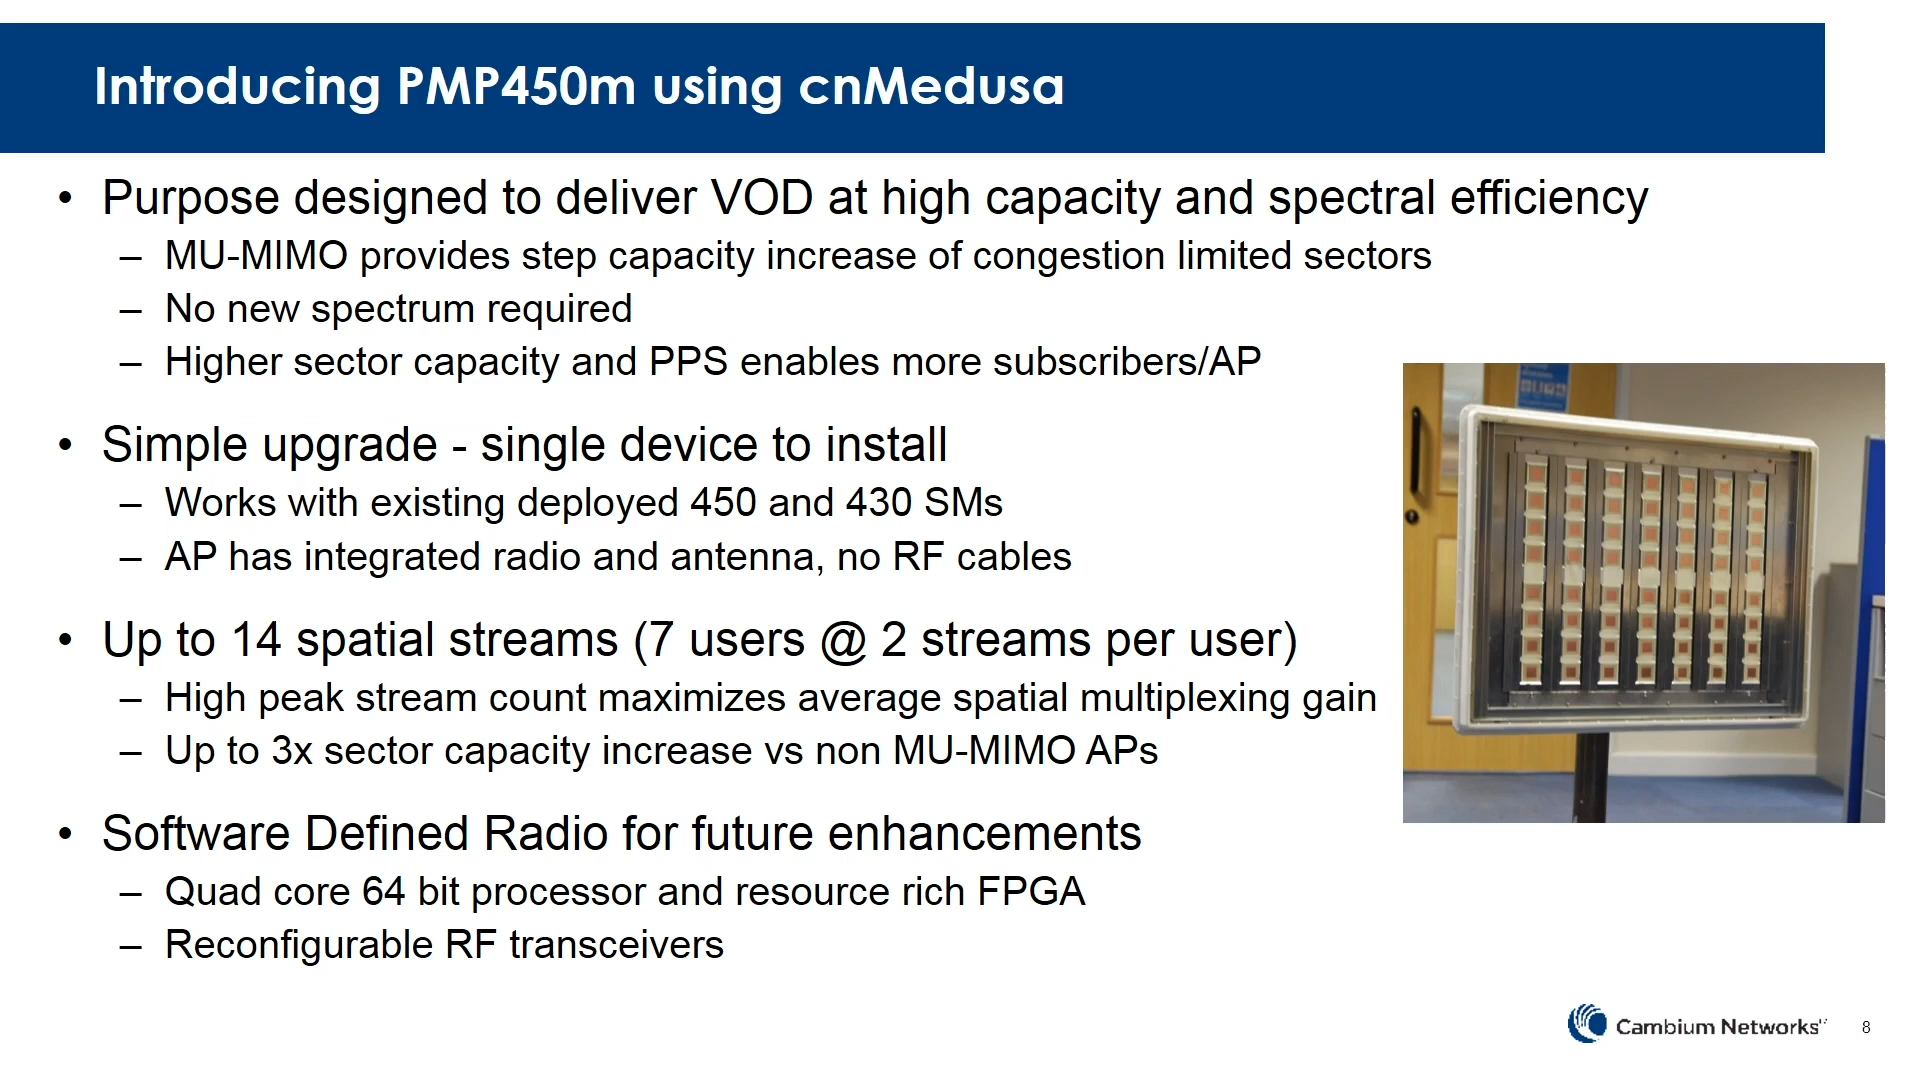 Introducing PMP450m using cnMedusa
• Purpose designed to deliver VOD at high capacity and spectral efficiency
– MU-MIMO provides step capacity increase of congestion limited sectors
– No new spectrum required
– Higher sector capacity and PPS enables more subscribers/AP
• Simple upgrade - single device to install
– Works with existing deployed 450 and 430 SMs
– AP has integrated radio and antenna, no RF cables
• Up to 14 spatial streams (7 users @ 2 streams per user)
– High peak stream count maximizes average spatial multiplexing gain
– Up to 3x sector capacity increase vs non MU-MIMO APs
• Software Defined Radio for future enhancements
– Quad core 64 bit processor and resource rich FPGA
– Reconfigurable RF transceivers
Cambium Networks™ 8